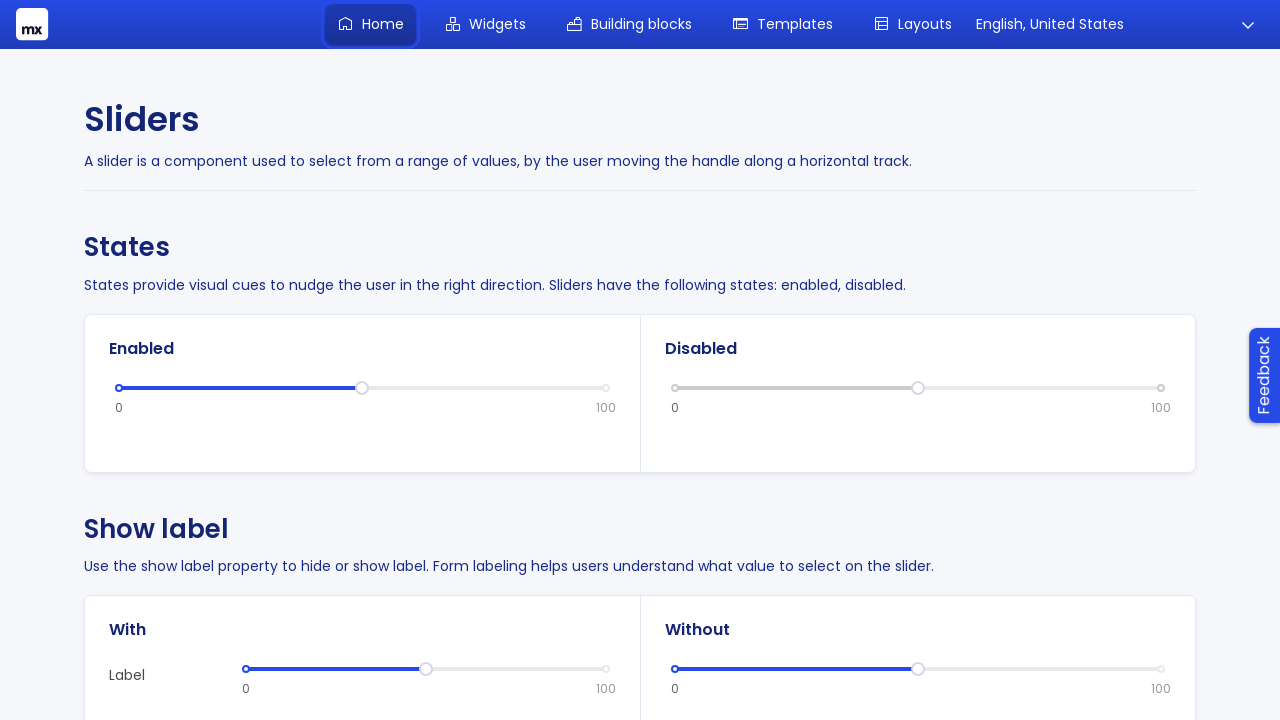 mx
Home
Widgets
Building blocks
Templates
Layouts
English, United States
Sliders
A slider is a component used to select from a range of values, by the user moving the handle along a horizontal track.
States
States provide visual cues to nudge the user in the right direction. Sliders have the following states: enabled, disabled.
Enabled
0
100
Disabled
0
100
Feedback
Show label
Use the show label property to hide or show label. Form labeling helps users understand what value to select on the slider.
With
Label
0
100
Without
0
100